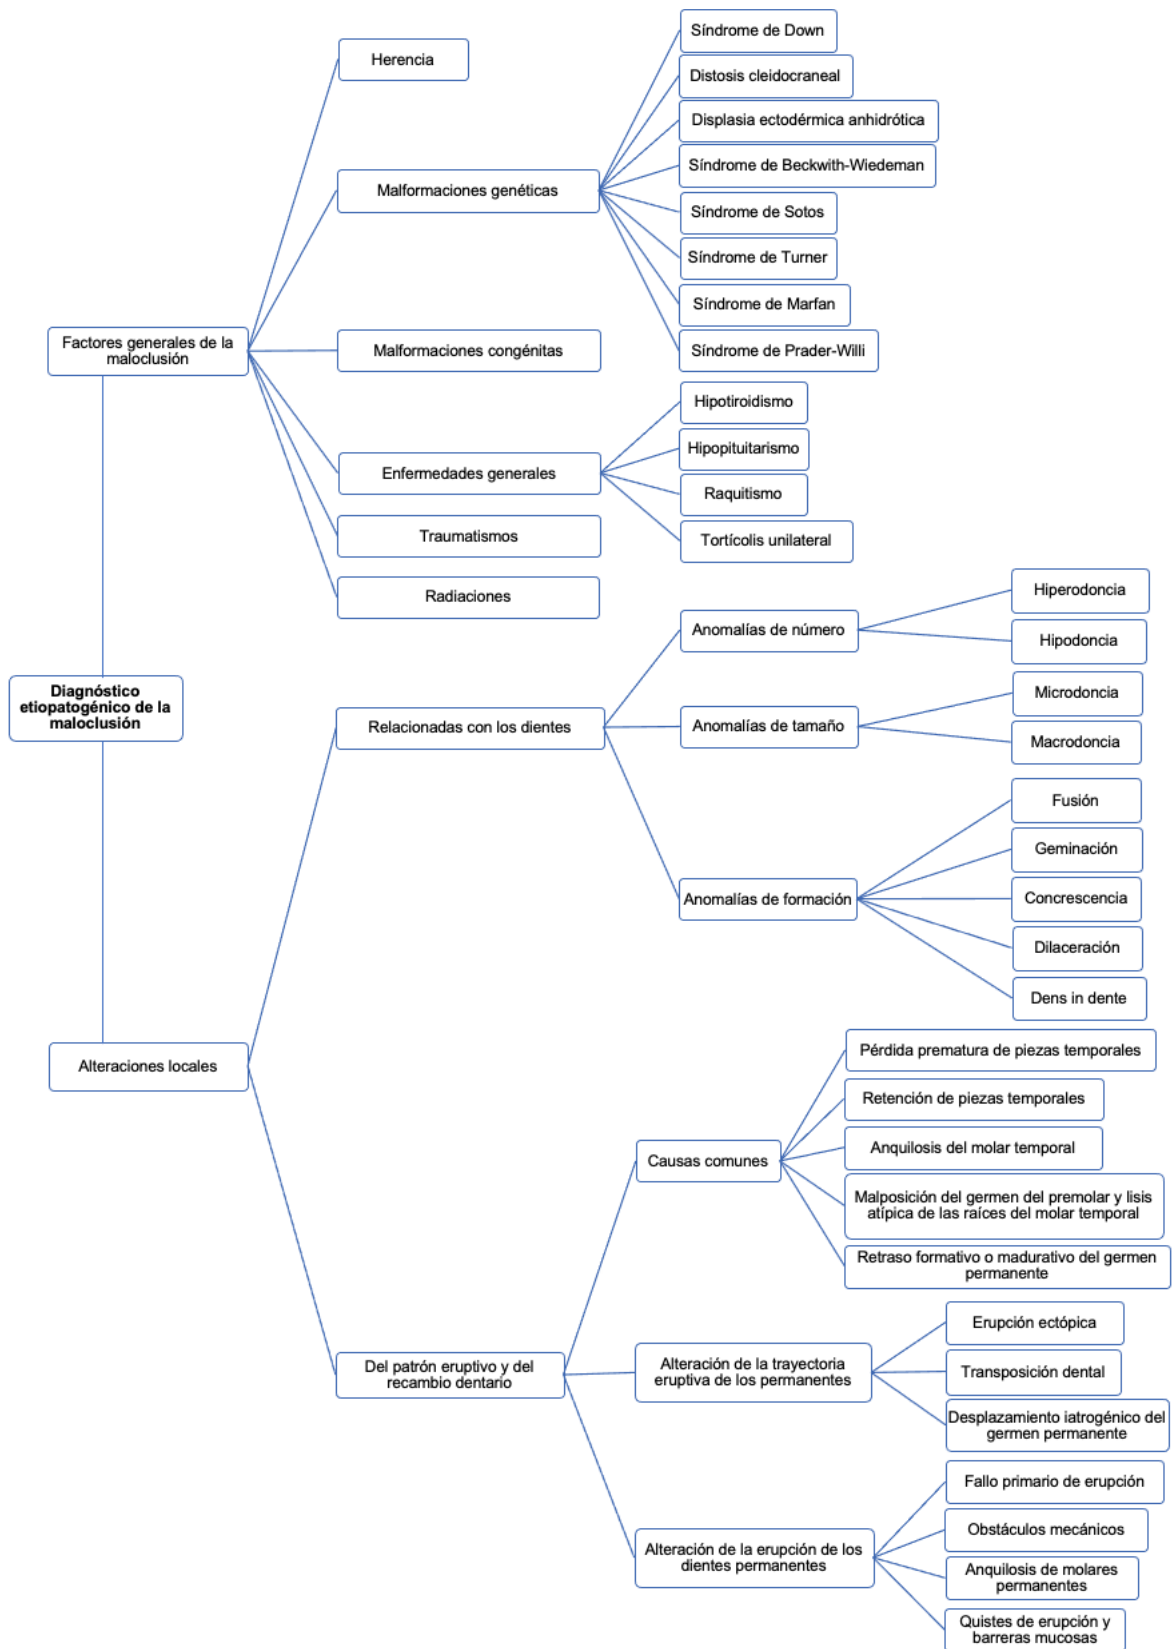 Síndrome de Down
Herencia
Distosis cleidocraneal
Displasia ectodérmica anhidrótica
Síndrome de Beckwith-Wiedeman
Malformaciones genéticas
Síndrome de Sotos
Síndrome de Turner
Síndrome de Marfan
Factores generales de la
maloclusión
Malformaciones congénitas
Síndrome de Prader-Willi
Hipotiroidismo
Hipopituitarismo
Enfermedades generales
Raquitismo
Traumatismos
Tortícolis unilateral
Radiaciones
Hiperodoncia
Anomalías de número
Hipodoncia
Diagnóstico
etiopatogénico de la
maloclusión
Microdoncia
Relacionadas con los dientes
Anomalías de tamaño
Macrodoncia
Fusión
Geminación
Anomalías de formación
Concrescencia
Dilaceración
Dens in dente
Alteraciones locales
Pérdida prematura de piezas temporales
Retención de piezas temporales
Causas comunes
Anquilosis del molar temporal
Malposición del germen del premolar y lisis
atípica de las raíces del molar temporal
Retraso formativo o madurativo del germen
permanente
Erupción ectópica
Del patrón eruptivo y del
recambio dentario
Alteración de la trayectoria
eruptiva de los permanentes
Transposición dental
Desplazamiento iatrogénico del
germen permanente
Fallo primario de erupción
Obstáculos mecánicos
Alteración de la erupción de los
dientes permanentes
Anquilosis de molares
permanentes
Quistes de erupción y
barreras mucosas